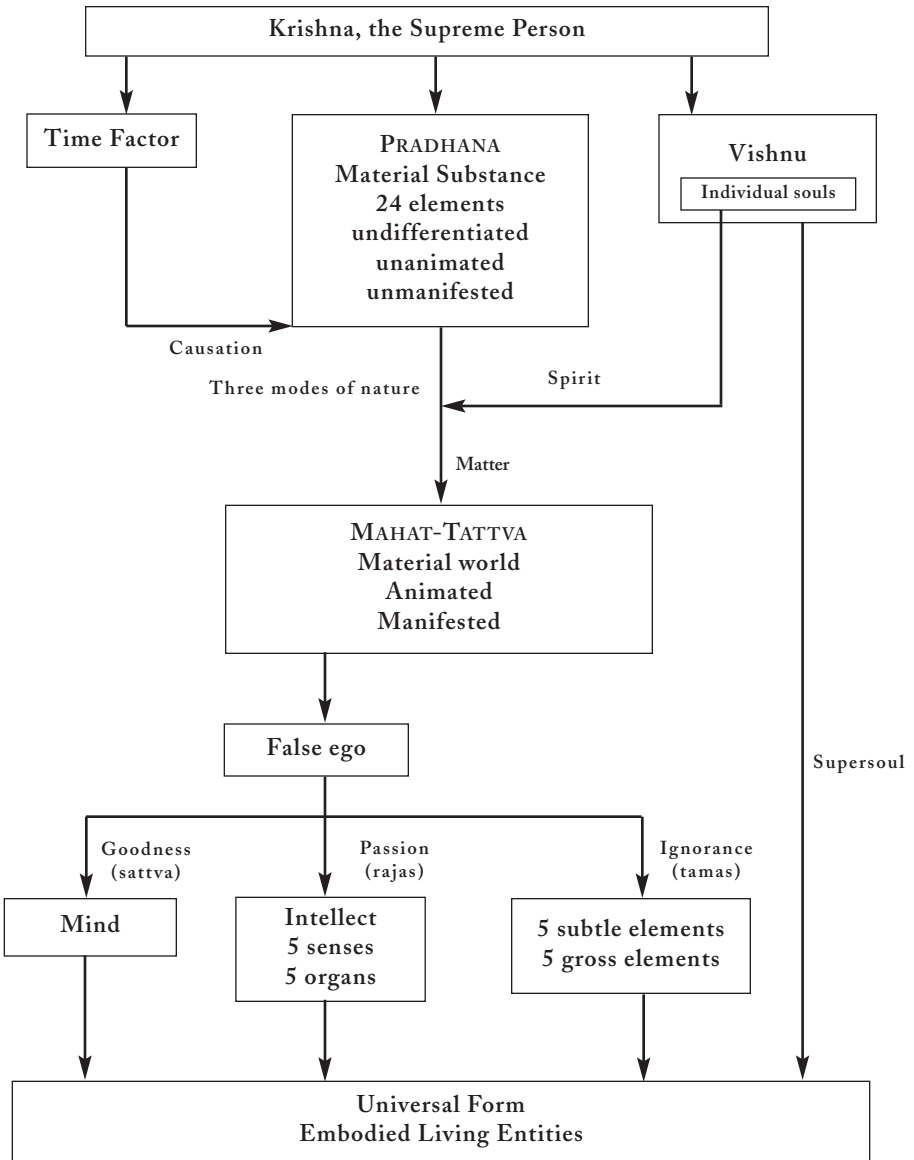 Krishna, the Supreme Person
Time Factor
PRADHANA
Material Substance
24 elements
undifferentiated
unanimated
unmanifested
Vishnu
Individual souls
Causation
Three modes of nature
Spirit
Matter
MAHAT-TATTVA
Material world
Animated
Manifested
False ego
Supersoul
Goodness
(sattva)
Passion
(rajas)
Ignorance
(tamas)
Mind
Intellect
5 senses
5 organs
5 subtle elements
5 gross elements
Universal Form
Embodied Living Entities